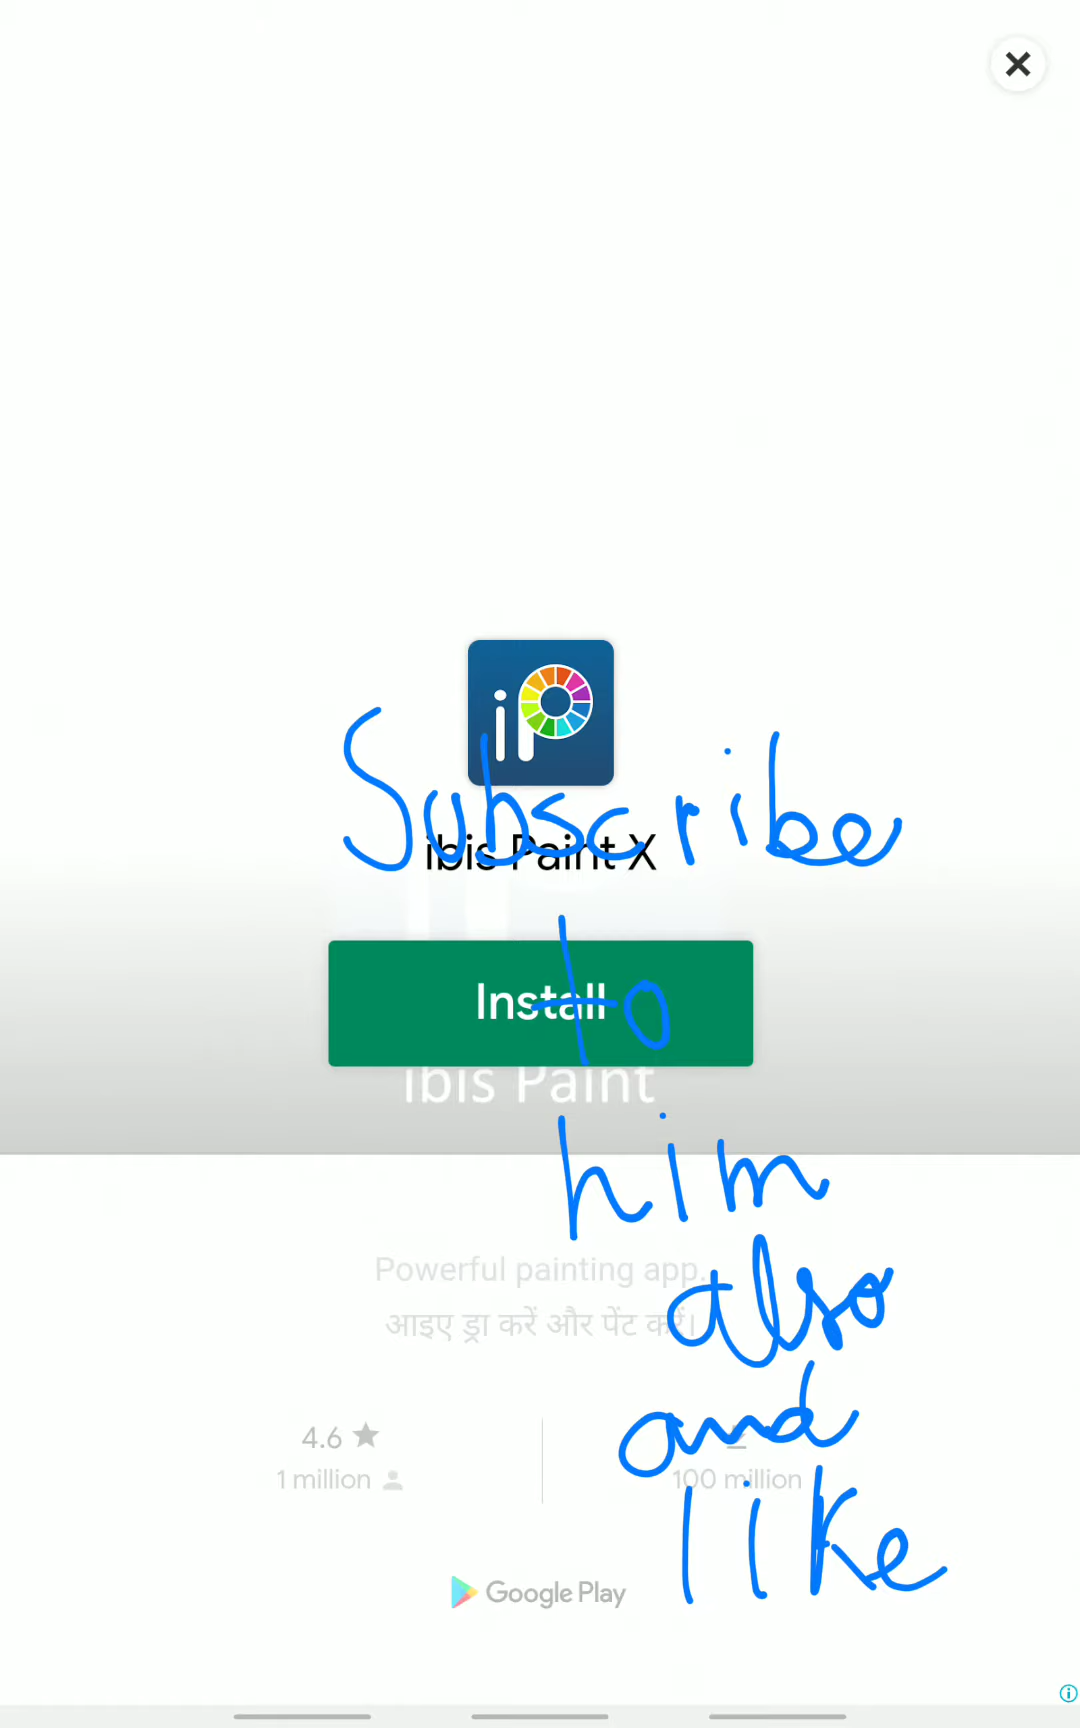 iP
Subscribe
ibis Paint X
Install
to
ibis Paint
him
Powerful painting app.
also
आइए ड्रा करें और पेंट करें।
and
4.6 ★
1 million
100 million
like
Google Play